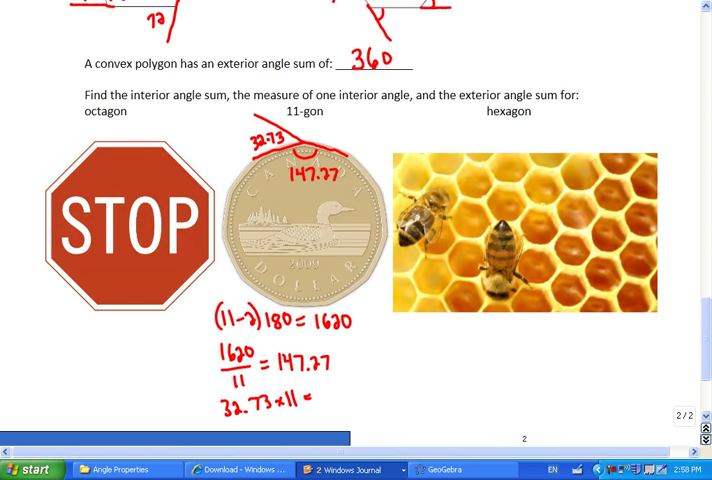 72
A convex polygon has an exterior angle sum of: 360
Find the interior angle sum, the measure of one interior angle, and the exterior angle sum for:
octagon
11-gon
hexagon
32.73
147.27
STOP
CANADA
2009
DOLLAR
(11-2)180=1620
1620/11 = 147.27
32.73×11=
2/2
2
start
Angle Properties
Download - Windows ...
2 Windows Journal
GeoGebra
EN
2:58 PM